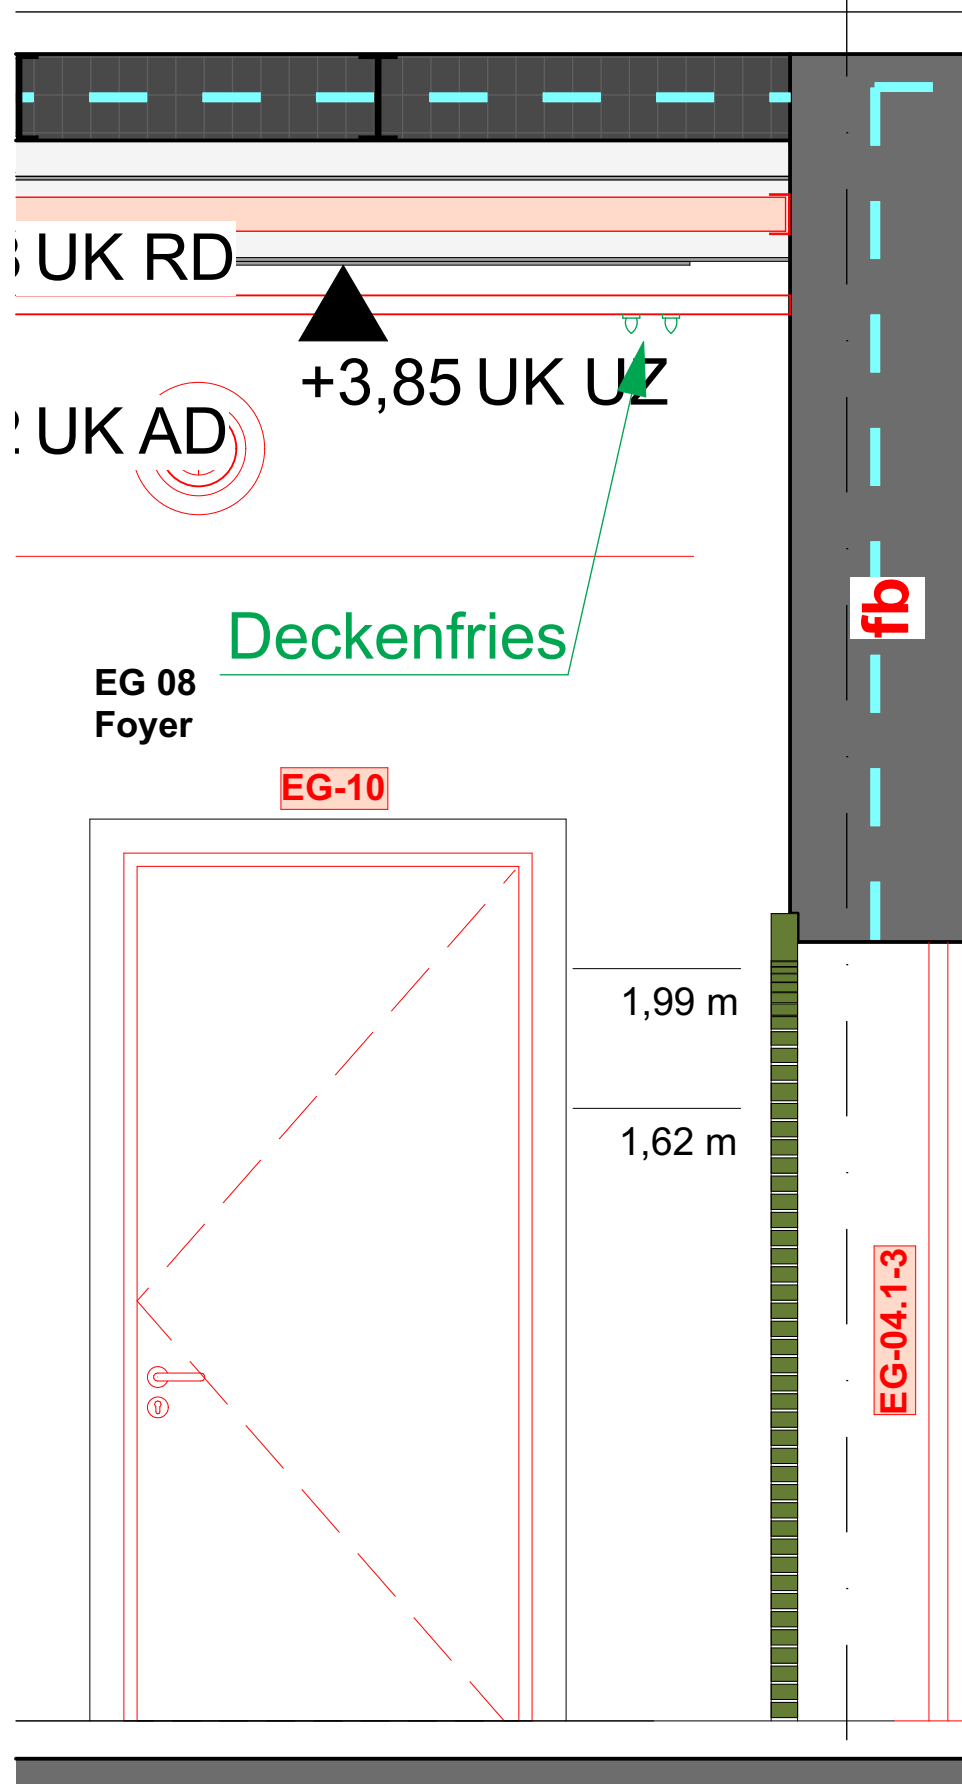 UK RD
+3,85 UK UZ
UK AD
fb
Deckenfries
EG 08
Foyer
EG-10
1,99 m
1,62 m
EG-04.1-3